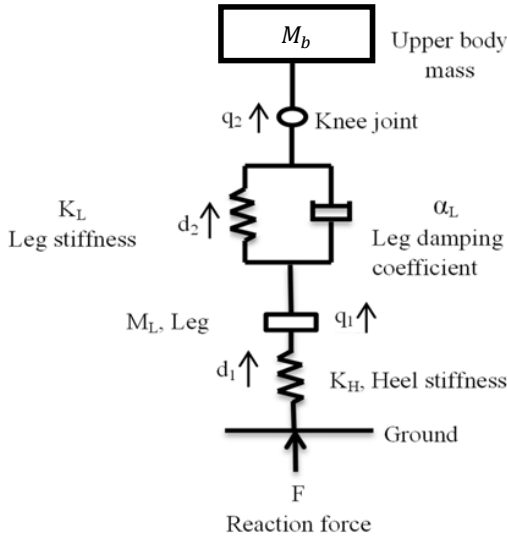 M_b
Upper body
mass
q₂
Knee joint
K_L
Leg stiffness
d₂
α_L
Leg damping
coefficient
M_L, Leg
q₁
d₁
K_H, Heel stiffness
Ground
F
Reaction force